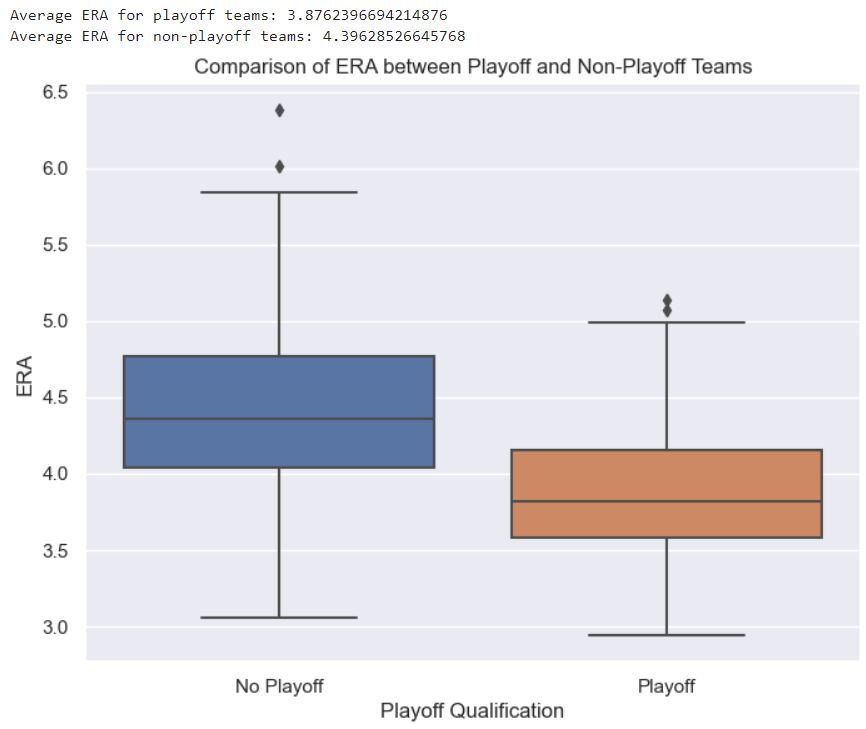 Average ERA for playoff teams: 3.8762396694214876
Average ERA for non-playoff teams: 4.39628526645768
Comparison of ERA between Playoff and Non-Playoff Teams
6.5
6.0
5.5
5.0
4.5
4.0
3.5
3.0
ERA
No Playoff
Playoff
Playoff Qualification